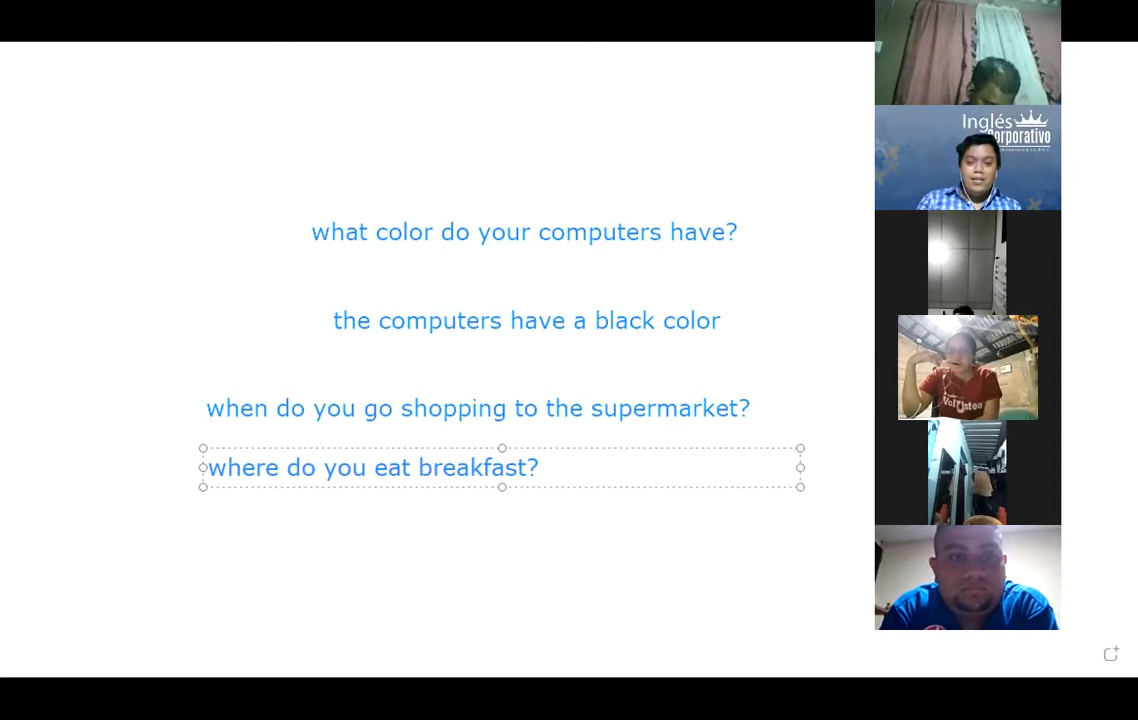 what color do your computers have?
the computers have a black color
when do you go shopping to the supermarket?
where do you eat breakfast?
Inglés
Corporativo